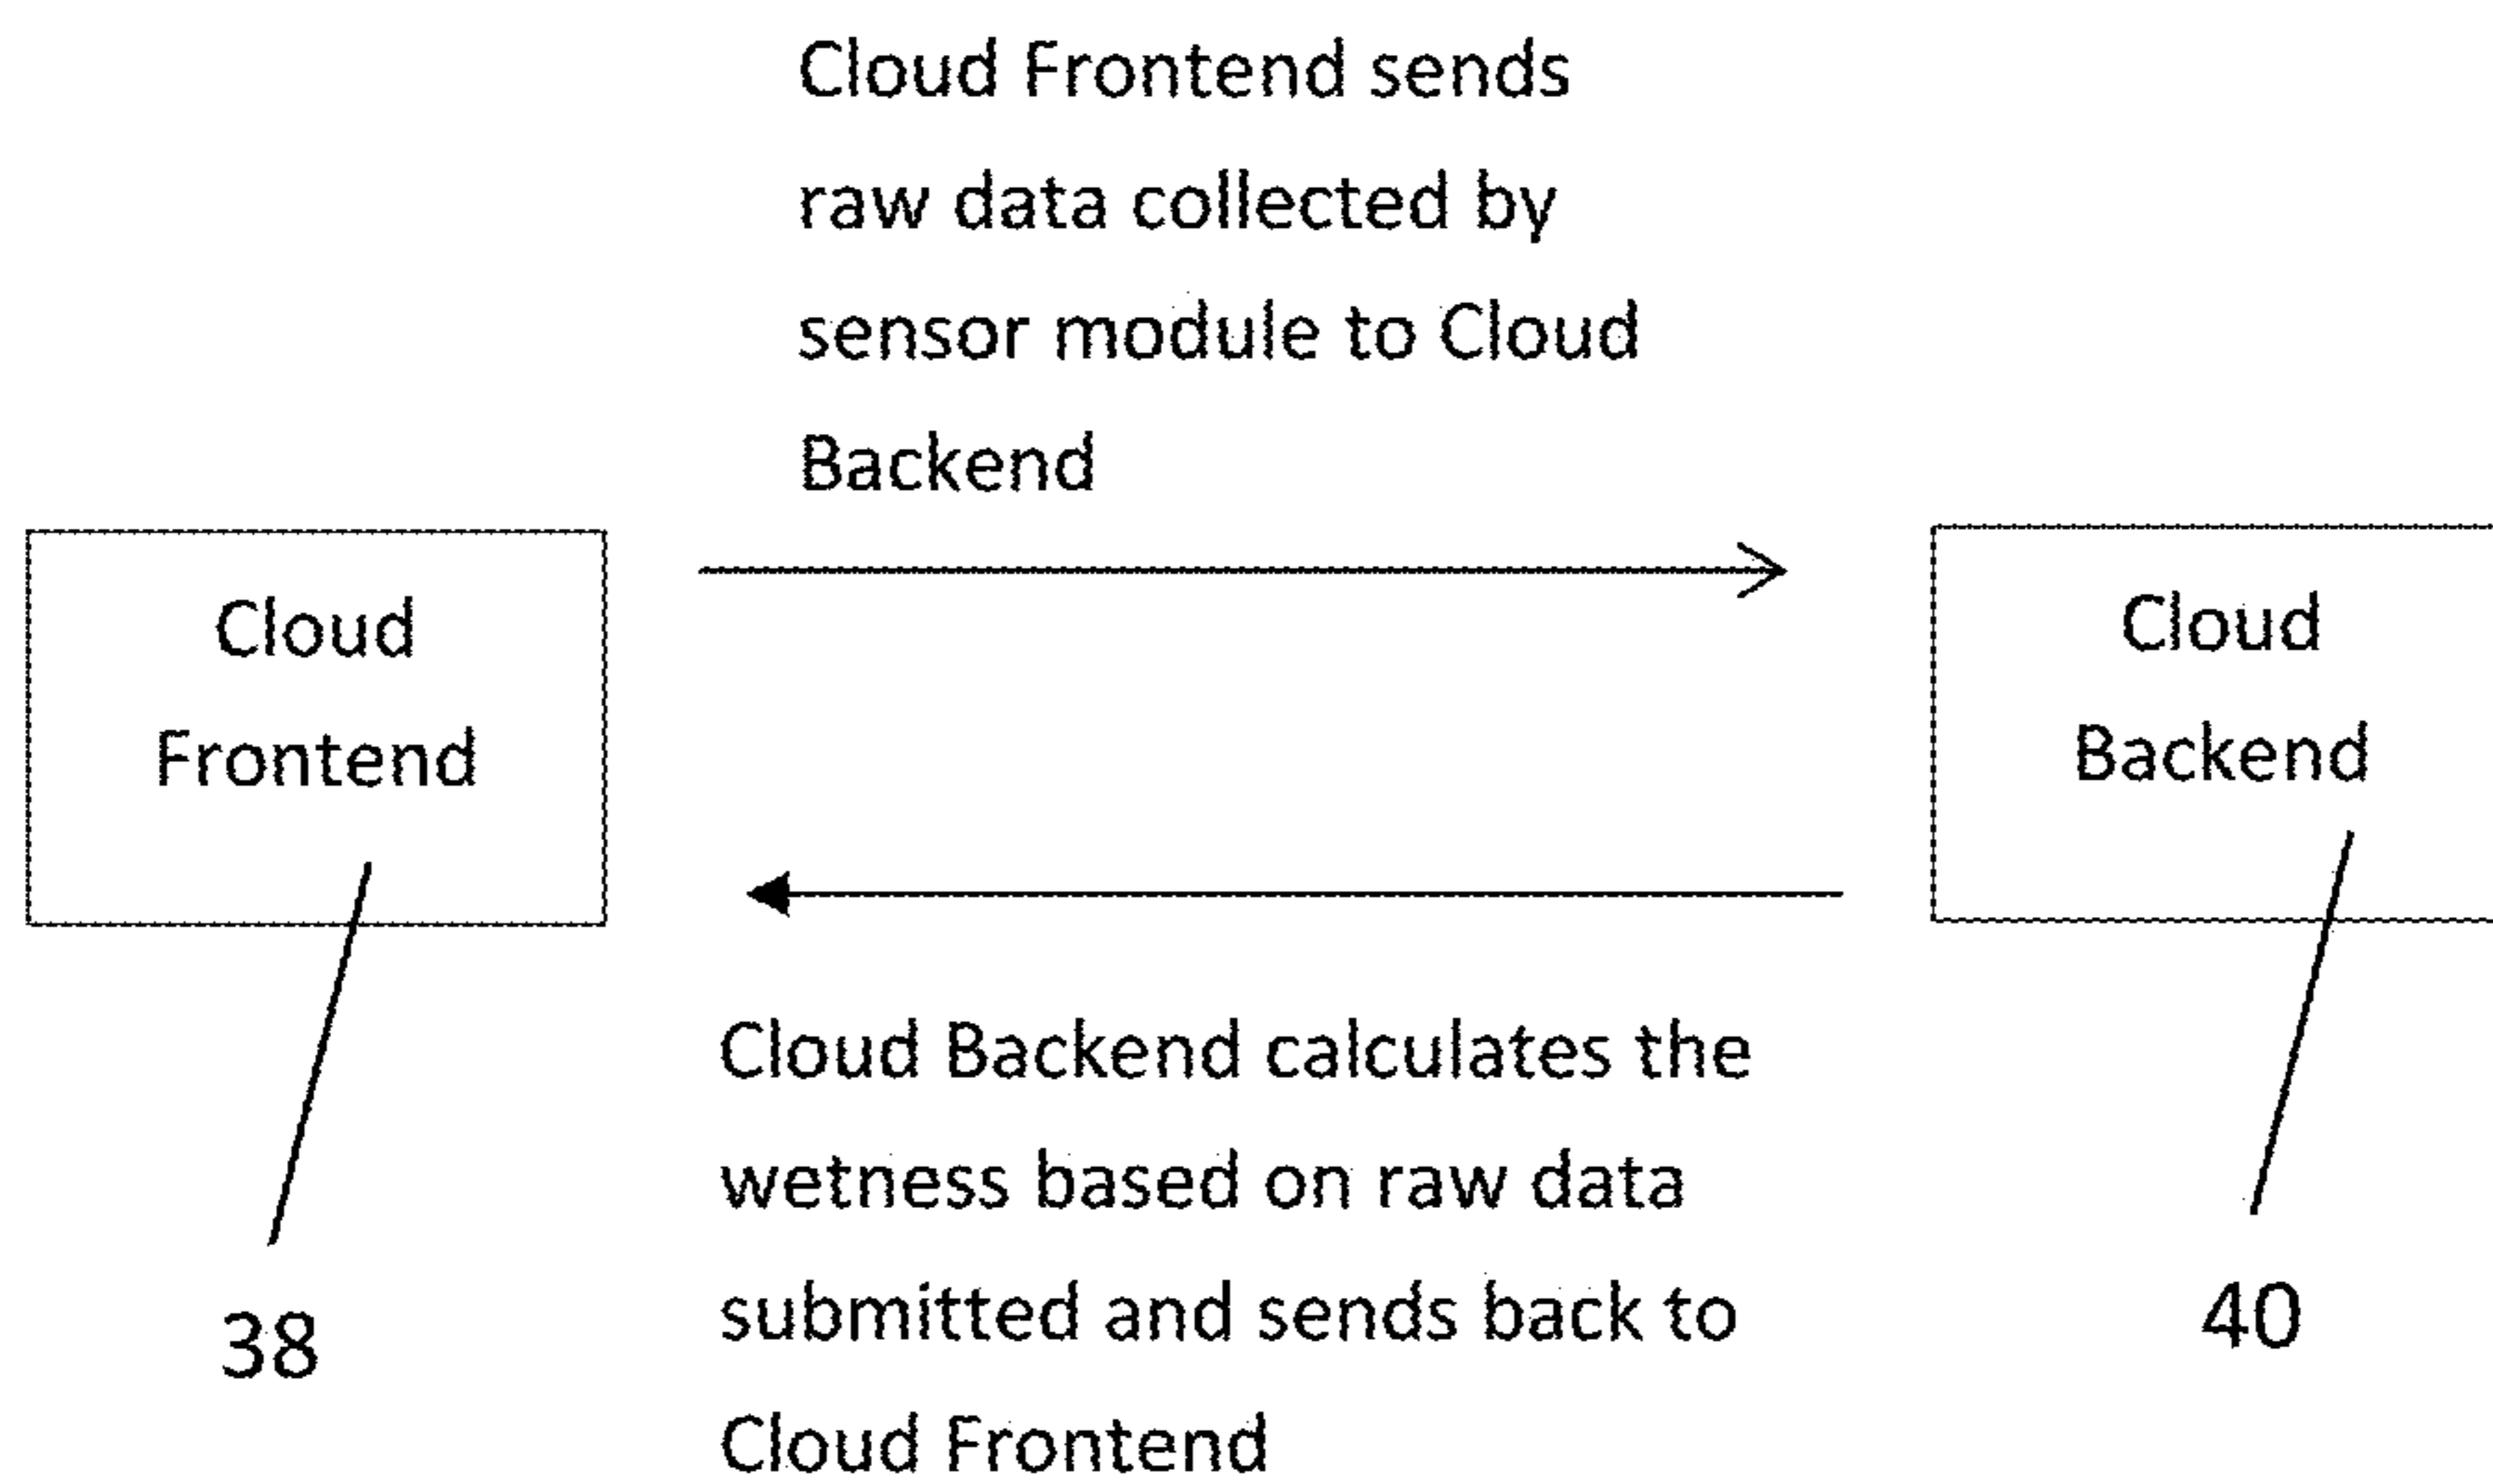 Cloud Frontend sends
raw data collected by
sensor module to Cloud
Backend
Cloud
Frontend
Cloud
Backend
Cloud Backend calculates the
wetness based on raw data
submitted and sends back to
Cloud Frontend
38
40